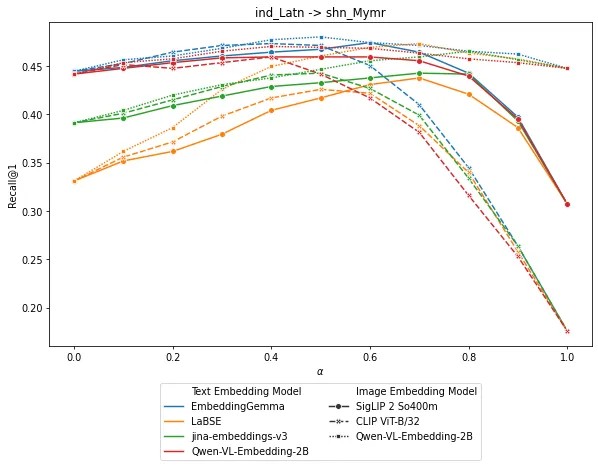 ind_Latn -> shn_Mymr
Recall@1
0.45
0.40
0.35
0.30
0.25
0.20
0.0 0.2 0.4 0.6 0.8 1.0
α
Text Embedding Model
EmbeddingGemma
LaBSE
jina-embeddings-v3
Qwen-VL-Embedding-2B
Image Embedding Model
SigLIP 2 So400m
CLIP ViT-B/32
Qwen-VL-Embedding-2B